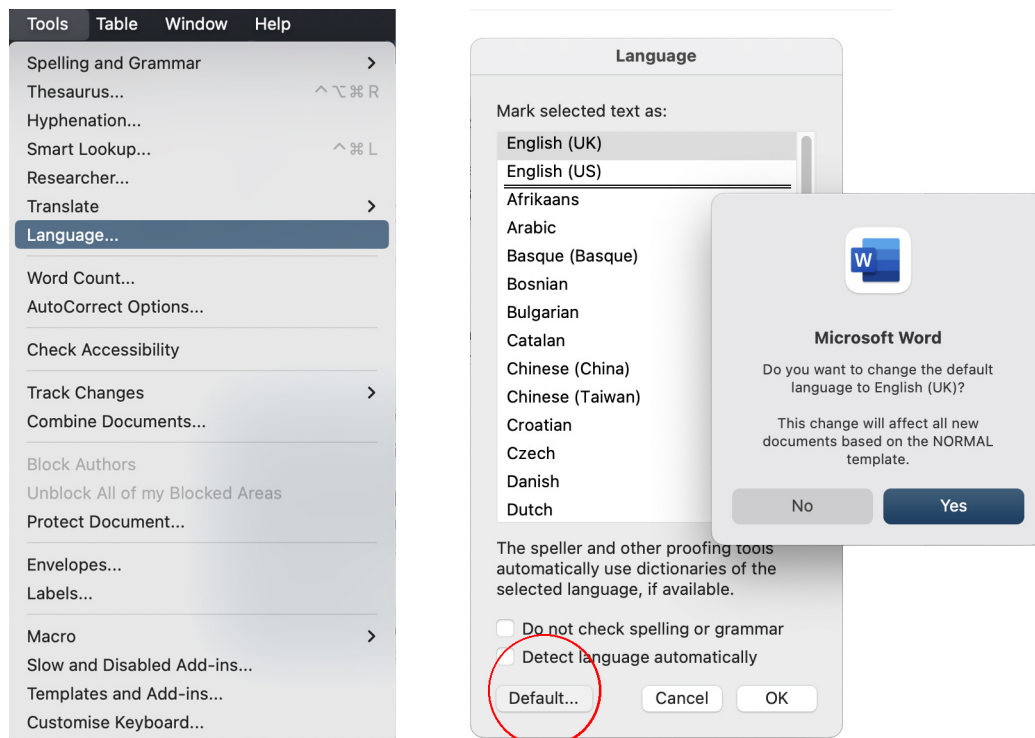 Tools Table Window Help
Spelling and Grammar
Thesaurus... ^⌥⌘R
Hyphenation...
Smart Lookup... ^⌘L
Researcher...
Translate
Language...
Word Count...
AutoCorrect Options...
Check Accessibility
Track Changes
Combine Documents...
Block Authors
Unblock All of my Blocked Areas
Protect Document...
Envelopes...
Labels...
Macro
Slow and Disabled Add-ins...
Templates and Add-ins...
Customise Keyboard...
Language
Mark selected text as:
English (UK)
English (US)
Afrikaans
Arabic
Basque (Basque)
Bosnian
Bulgarian
Catalan
Chinese (China)
Chinese (Taiwan)
Croatian
Czech
Danish
Dutch
The speller and other proofing tools
automatically use dictionaries of the
selected language, if available.
Do not check spelling or grammar
Detect language automatically
Default... Cancel OK
W
Microsoft Word
Do you want to change the default
language to English (UK)?
This change will affect all new
documents based on the NORMAL
template.
No Yes